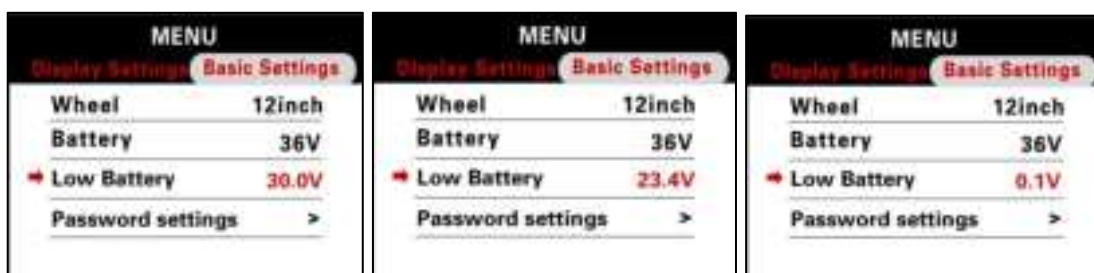 MENU
Display Settings Basic Settings
Wheel 12inch
Battery 36V
Low Battery 30.0V
Password settings >
MENU
Display Settings Basic Settings
Wheel 12inch
Battery 36V
Low Battery 23.4V
Password settings >
MENU
Display Settings Basic Settings
Wheel 12inch
Battery 36V
Low Battery 0.1V
Password settings >